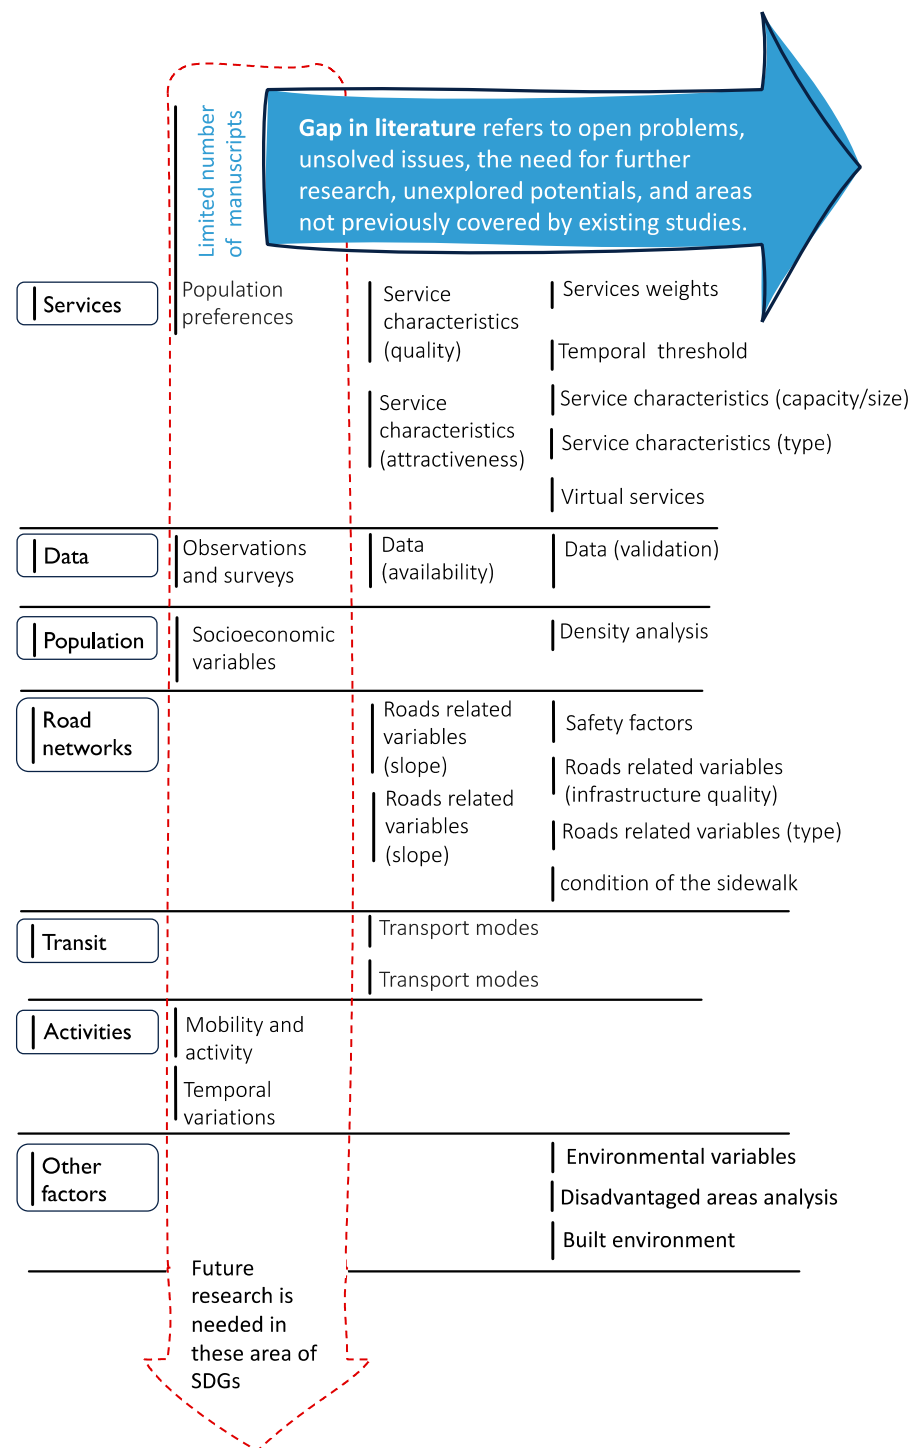 Limited number
of manuscripts
Gap in literature refers to open problems,
unsolved issues, the need for further
research, unexplored potentials, and areas
not previously covered by existing studies.
Services
Population
preferences
Service
characteristics
(quality)
Service
characteristics
(attractiveness)
Services weights
Temporal threshold
Service characteristics (capacity/size)
Service characteristics (type)
Virtual services
Data
Observations
and surveys
Data
(availability)
Data (validation)
Population
Socioeconomic
variables
Density analysis
Road
networks
Roads related
variables
(slope)
Roads related
variables
(slope)
Safety factors
Roads related variables
(infrastructure quality)
Roads related variables (type)
condition of the sidewalk
Transit
Transport modes
Transport modes
Activities
Mobility and
activity
Temporal
variations
Other
factors
Environmental variables
Disadvantaged areas analysis
Built environment
Future
research is
needed in
these area of
SDGs